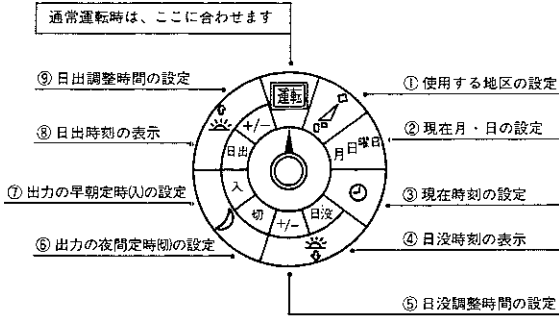 通常運転時は、ここに合わせます
⑨ 日出調整時間の設定
① 使用する地区の設定
⑧ 日出時刻の表示
② 現在月・日の設定
⑦ 出力の早朝定時(入)の設定
③ 現在時刻の設定
⑥ 出力の夜間定時(切)の設定
④ 日没時刻の表示
⑤ 日没調整時間の設定
運転
月日曜日
日没
+/-
切
入
日出
+/-